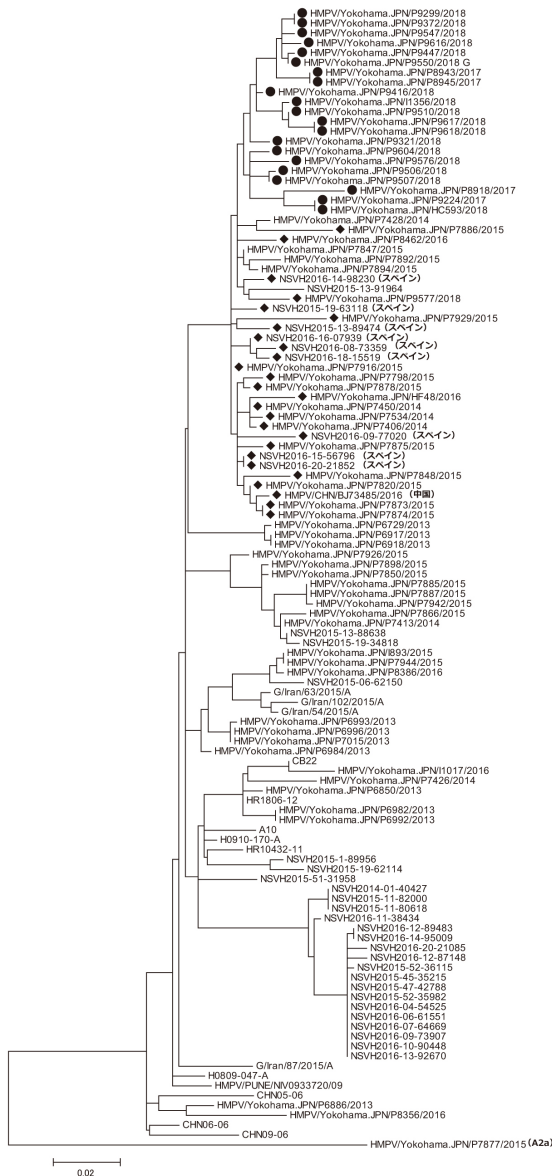 HMPV/Yokohama.JPN/P9299/2018
HMPV/Yokohama.JPN/P9372/2018
HMPV/Yokohama.JPN/P9547/2018
HMPV/Yokohama.JPN/P9616/2018
HMPV/Yokohama.JPN/P9447/2018
HMPV/Yokohama.JPN/P9550/2018 G
HMPV/Yokohama.JPN/P8943/2017
HMPV/Yokohama.JPN/P8945/2017
HMPV/Yokohama.JPN/P9416/2018
HMPV/Yokohama.JPN/I1356/2018
HMPV/Yokohama.JPN/P9510/2018
HMPV/Yokohama.JPN/P9617/2018
HMPV/Yokohama.JPN/P9618/2018
HMPV/Yokohama.JPN/P9321/2018
HMPV/Yokohama.JPN/P9604/2018
HMPV/Yokohama.JPN/P9576/2018
HMPV/Yokohama.JPN/P9506/2018
HMPV/Yokohama.JPN/P9507/2018
HMPV/Yokohama.JPN/P8918/2017
HMPV/Yokohama.JPN/P9224/2017
HMPV/Yokohama.JPN/HC593/2018
HMPV/Yokohama.JPN/P7428/2014
HMPV/Yokohama.JPN/P7886/2015
HMPV/Yokohama.JPN/P8462/2016
HMPV/Yokohama.JPN/P7847/2015
HMPV/Yokohama.JPN/P7892/2015
HMPV/Yokohama.JPN/P7894/2015
NSVH2016-14-98230 (スペイン)
NSVH2015-13-91964
HMPV/Yokohama.JPN/P9577/2018
NSVH2015-19-63118 (スペイン)
HMPV/Yokohama.JPN/P7929/2015
NSVH2015-13-89474 (スペイン)
NSVH2016-16-07939 (スペイン)
NSVH2016-08-73359 (スペイン)
NSVH2016-18-15519 (スペイン)
HMPV/Yokohama.JPN/P7916/2015
HMPV/Yokohama.JPN/P7798/2015
HMPV/Yokohama.JPN/P7878/2015
HMPV/Yokohama.JPN/HF48/2016
HMPV/Yokohama.JPN/P7450/2014
HMPV/Yokohama.JPN/P7534/2014
HMPV/Yokohama.JPN/P7406/2014
NSVH2016-09-77020 (スペイン)
HMPV/Yokohama.JPN/P7875/2015
NSVH2016-15-56796 (スペイン)
NSVH2016-20-21852 (スペイン)
HMPV/Yokohama.JPN/P7848/2015
HMPV/Yokohama.JPN/P7820/2015
HMPV/CHN/BJ73485/2016 (中国)
HMPV/Yokohama.JPN/P7873/2015
HMPV/Yokohama.JPN/P7874/2015
HMPV/Yokohama.JPN/P6729/2013
HMPV/Yokohama.JPN/P6917/2013
HMPV/Yokohama.JPN/P6918/2013
HMPV/Yokohama.JPN/P7926/2015
HMPV/Yokohama.JPN/P7898/2015
HMPV/Yokohama.JPN/P7850/2015
HMPV/Yokohama.JPN/P7885/2015
HMPV/Yokohama.JPN/P7887/2015
HMPV/Yokohama.JPN/P7942/2015
HMPV/Yokohama.JPN/P7866/2015
HMPV/Yokohama.JPN/P7413/2014
NSVH2015-13-88638
NSVH2015-19-34818
HMPV/Yokohama.JPN/I893/2015
HMPV/Yokohama.JPN/P7944/2015
HMPV/Yokohama.JPN/P8386/2016
NSVH2015-06-62150
G/Iran/63/2015/A
G/Iran/102/2015/A
G/Iran/54/2015/A
HMPV/Yokohama.JPN/P6993/2013
HMPV/Yokohama.JPN/P6996/2013
HMPV/Yokohama.JPN/P7015/2013
HMPV/Yokohama.JPN/P6984/2013
CB22
HMPV/Yokohama.JPN/I1017/2016
HMPV/Yokohama.JPN/P7426/2014
HMPV/Yokohama.JPN/P6850/2013
HR1806-12
HMPV/Yokohama.JPN/P6982/2013
HMPV/Yokohama.JPN/P6992/2013
A10
H0910-170-A
HR10432-11
NSVH2015-1-89956
NSVH2015-19-62114
NSVH2015-51-31958
NSVH2014-01-40427
NSVH2015-11-82000
NSVH2015-11-80618
NSVH2016-11-38434
NSVH2016-12-89483
NSVH2016-14-95009
NSVH2016-20-21085
NSVH2016-12-87148
NSVH2015-52-36115
NSVH2015-45-35215
NSVH2015-47-42788
NSVH2015-52-35982
NSVH2016-04-54525
NSVH2016-06-61551
NSVH2016-07-64669
NSVH2016-09-73907
NSVH2016-10-90448
NSVH2016-13-92670
G/Iran/87/2015/A
H0809-047-A
HMPV/PUNE/NIV0933720/09
CHN05-06
HMPV/Yokohama.JPN/P6886/2013
HMPV/Yokohama.JPN/P8356/2016
CHN06-06
CHN09-06
HMPV/Yokohama.JPN/P7877/2015 (A2a)
0.02